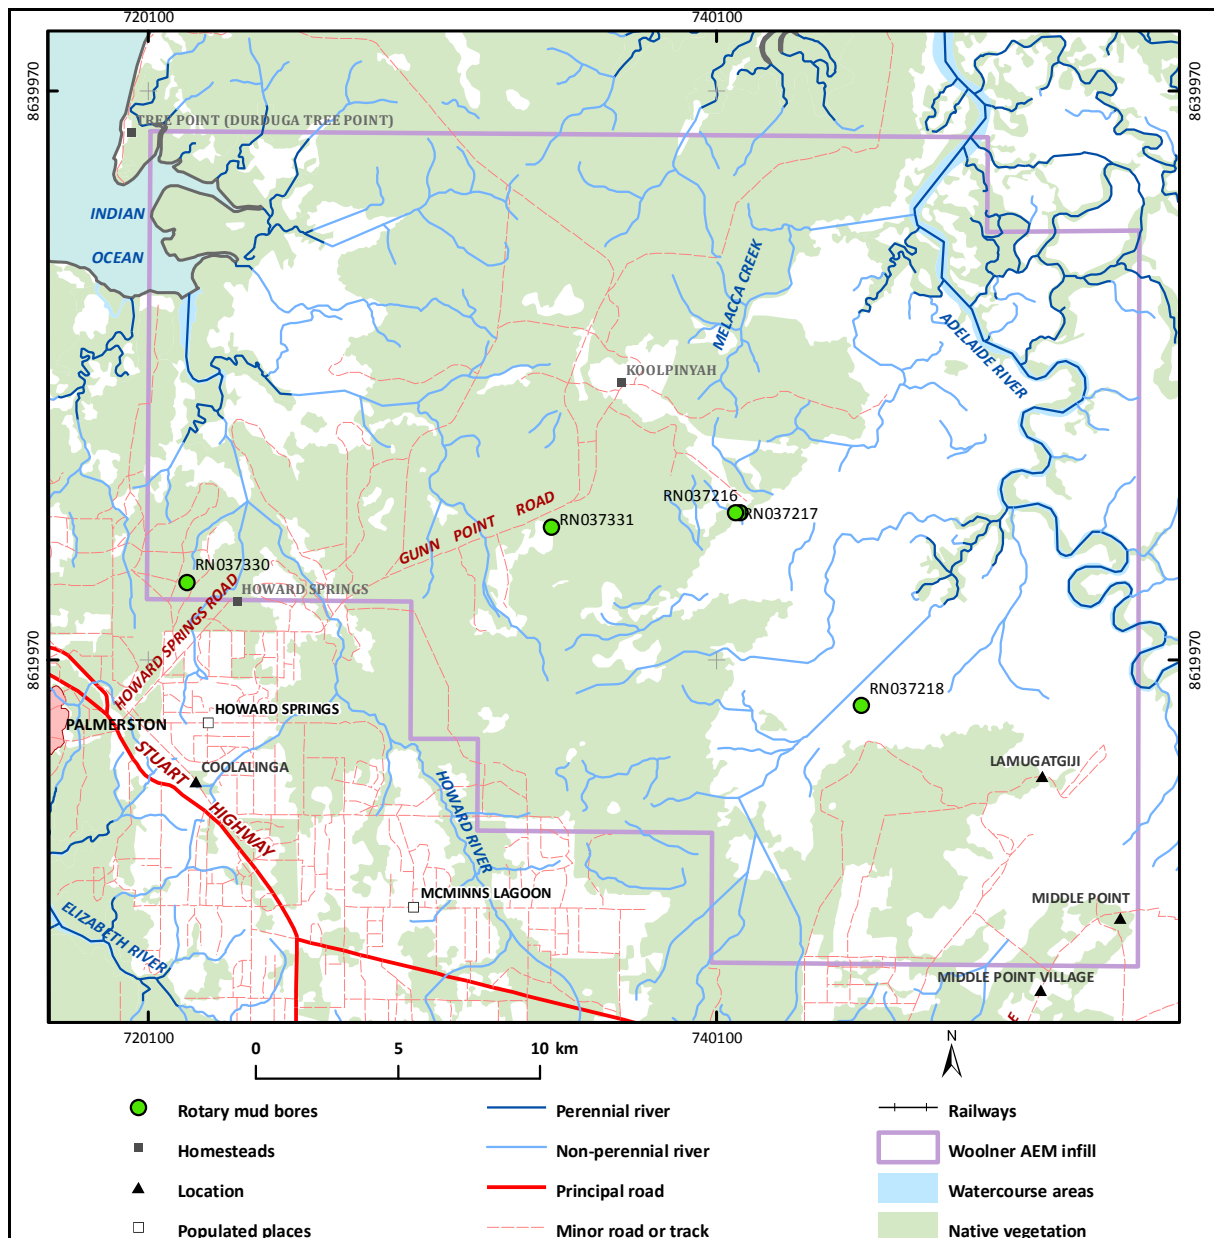 720100
740100
8639970
8639970
TREE POINT (DURDUGA TREE POINT)
INDIAN
OCEAN
MELACCA CREEK
ADELAIDE RIVER
KOOLPINYAH
RN037216
RN037217
GUNN POINT ROAD
RN037331
RN037330
HOWARD SPRINGS
HOWARD SPRINGS ROAD
8619970
8619970
RN037218
HOWARD SPRINGS
PALMERSTON
STUART
HIGHWAY
COOLALINGA
LAMUGATGIJI
HOWARD RIVER
MCMINNS LAGOON
MIDDLE POINT
ELIZABETH RIVER
MIDDLE POINT VILLAGE
E
720100
740100
0 5 10 km
N
Rotary mud bores
Perennial river
Railways
Homesteads
Non-perennial river
Woolner AEM infill
Location
Principal road
Watercourse areas
Populated places
Minor road or track
Native vegetation